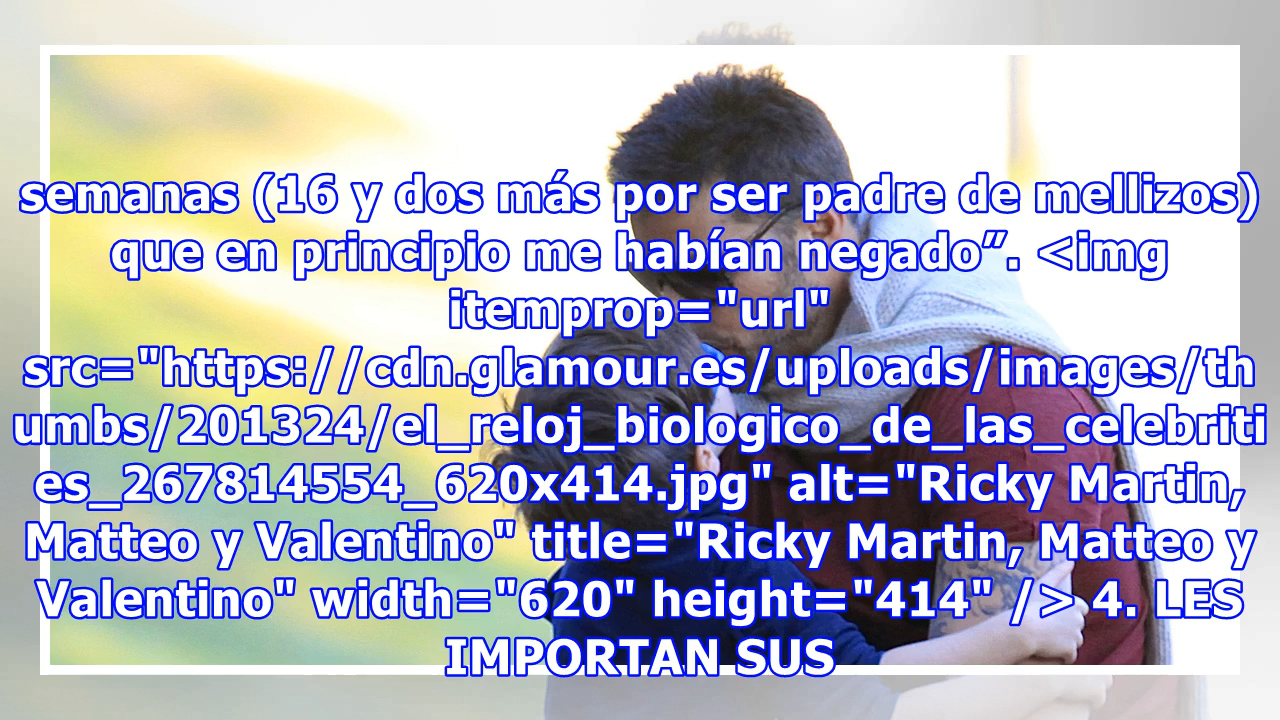 semanas (16 y dos más por ser padre de mellizos)
que en principio me habían negado”. <img
itemprop="url"
src="https://cdn.glamour.es/uploads/images/th
umbs/201324/el_reloj_biologico_de_las_celebriti
es_267814554_620x414.jpg" alt="Ricky Martin,
Matteo y Valentino" title="Ricky Martin, Matteo y
Valentino" width="620" height="414" /> 4. LES
IMPORTAN SUS